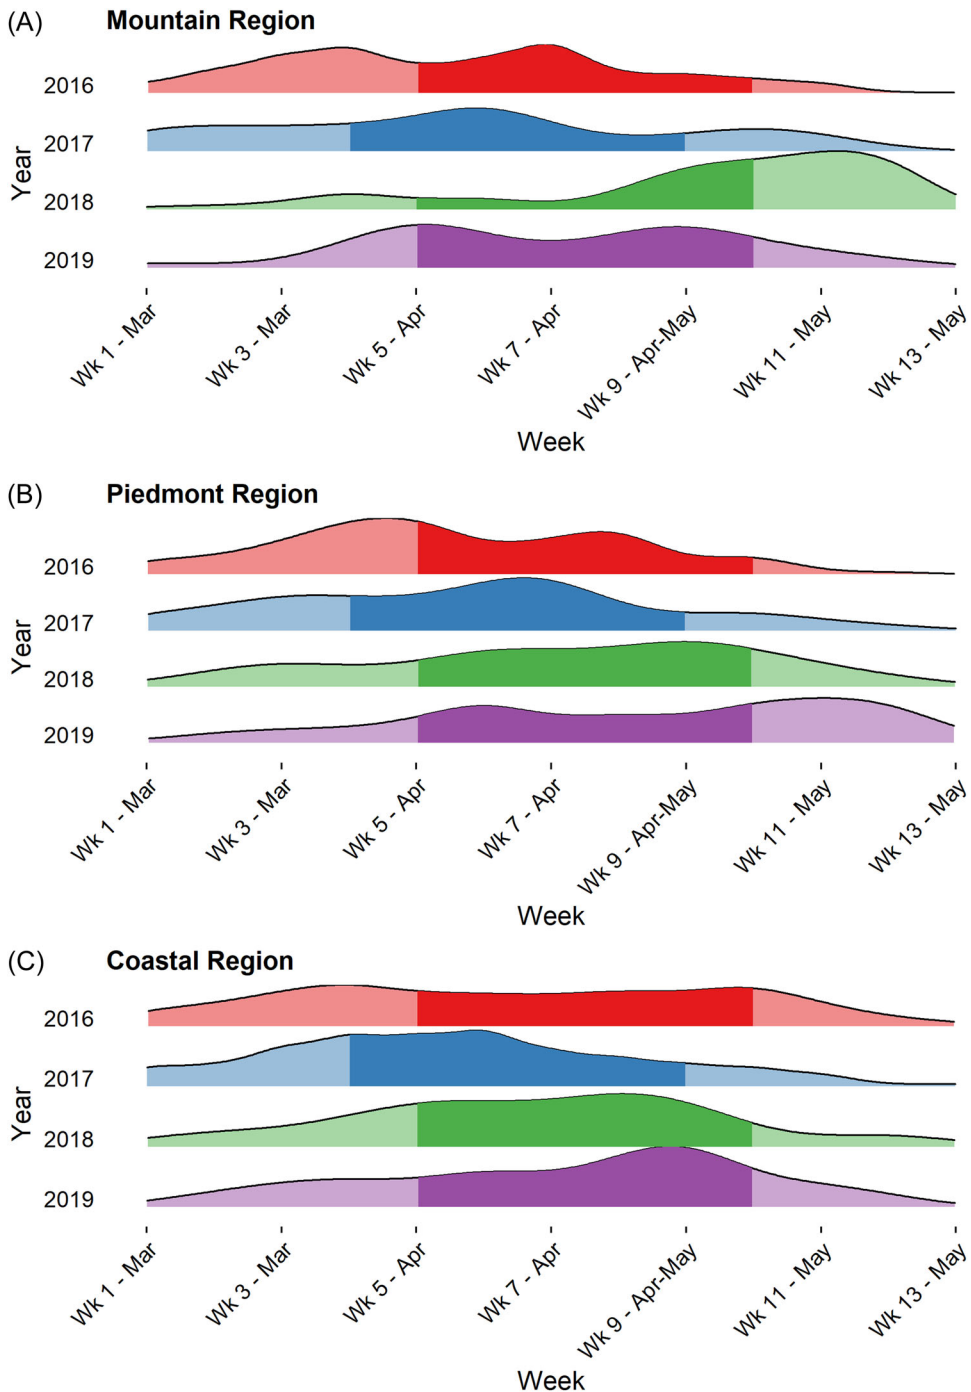 (A) Mountain Region
2016
2017
2018
2019
Year
Wk 1 - Mar
Wk 3 - Mar
Wk 5 - Apr
Wk 7 - Apr
Wk 9 - Apr-May
Wk 11 - May
Wk 13 - May
Week
(B) Piedmont Region
2016
2017
2018
2019
Year
Wk 1 - Mar
Wk 3 - Mar
Wk 5 - Apr
Wk 7 - Apr
Wk 9 - Apr-May
Wk 11 - May
Wk 13 - May
Week
(C) Coastal Region
2016
2017
2018
2019
Year
Wk 1 - Mar
Wk 3 - Mar
Wk 5 - Apr
Wk 7 - Apr
Wk 9 - Apr-May
Wk 11 - May
Wk 13 - May
Week